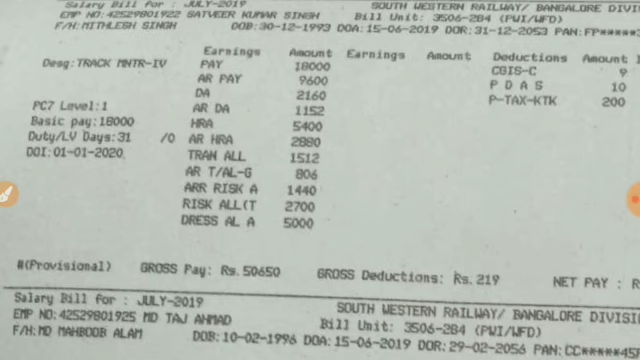 Salary Bill for : JULY-2019 SOUTH WESTERN RAILWAY/ BANGALORE DIVIS
EMP NO:42529801922 SATVEER KUMAR SINGH Bill Unit: 3506-284 (PWI/WFD)
F/H:MITHLESH SINGH DOB:30-12-1993 DOA:15-06-2019 DOR:31-12-2053 PAN:FP*****
Earnings Amount Earnings Amount Deductions Amount
Desg:TRACK MNTR-IV PAY 18000 CGIS-C 9
AR PAY 9600 P D A S 10
DA 2160 P-TAX-KTK 200
PC7 Level:1 AR DA 1152
Basic pay:18000 HRA 5400
Duty/LV Days:31 /0 AR HRA 2880
DOI:01-01-2020 TRAN ALL 1512
AR T/AL-G 806
ARR RISK A 1440
RISK ALL(T 2700
DRESS AL A 5000
#(Provisional) GROSS Pay: Rs.50650 GROSS Deductions: Rs.219 NET PAY : R
Salary Bill for : JULY-2019 SOUTH WESTERN RAILWAY/ BANGALORE DIVISIO
EMP NO:42529801925 MD TAJ AHMAD Bill Unit: 3506-284 (PWI/WFD)
F/H:MD MAHBOOB ALAM DOB:10-02-1996 DOA:15-06-2019 DOR:29-02-2056 PAN:CC*****45